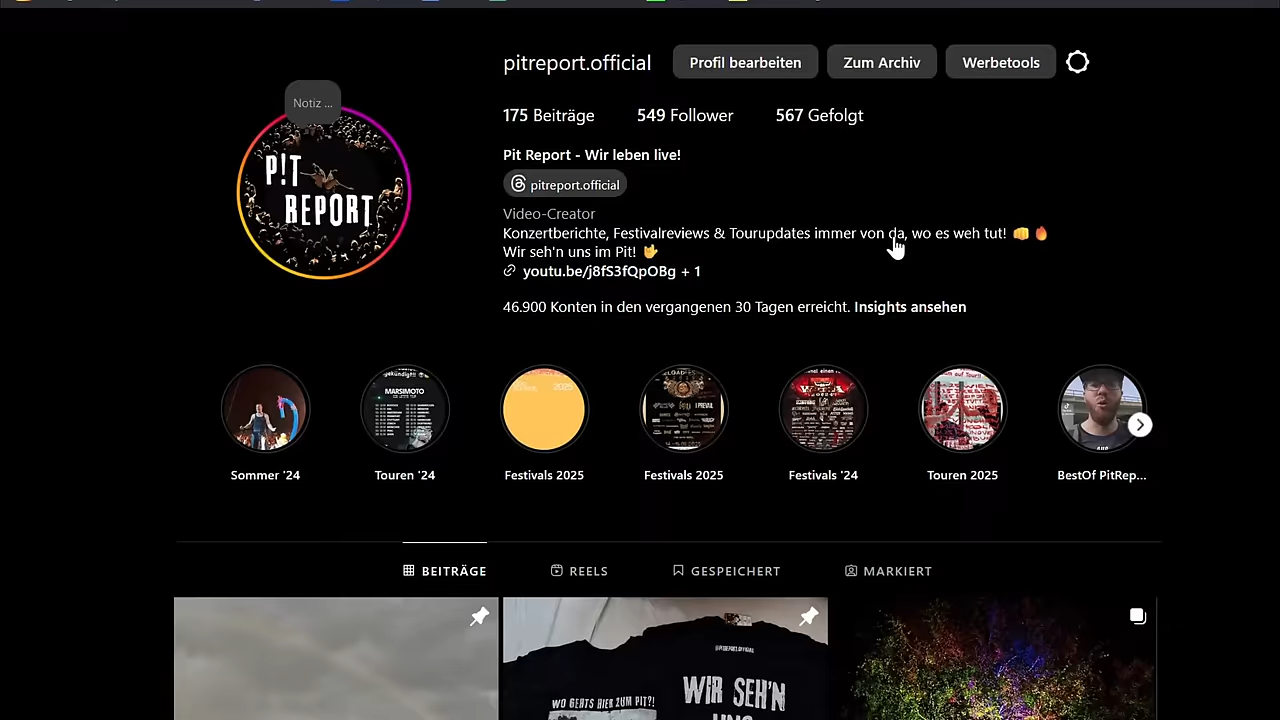 pitreport.official
Profil bearbeiten
Zum Archiv
Werbetools
Notiz ...
175 Beiträge
549 Follower
567 Gefolgt
P!T
REPORT
Pit Report - Wir leben live!
pitreport.official
Video-Creator
Konzertberichte, Festivalreviews & Tourupdates immer von da, wo es weh tut! 👊🔥
Wir seh'n uns im Pit! 🤟
youtu.be/j8fS3fQpOBg + 1
46.900 Konten in den vergangenen 30 Tagen erreicht. Insights ansehen
MARSIMOTO
2025
Sommer '24
Touren '24
Festivals 2025
Festivals 2025
Festivals '24
Touren 2025
BestOf PitRep...
BEITRÄGE
REELS
GESPEICHERT
MARKIERT
@PITREPORT.OFFICIAL
WO GEHTS HIER ZUM PIT?!
WIR SEH'N
UNS